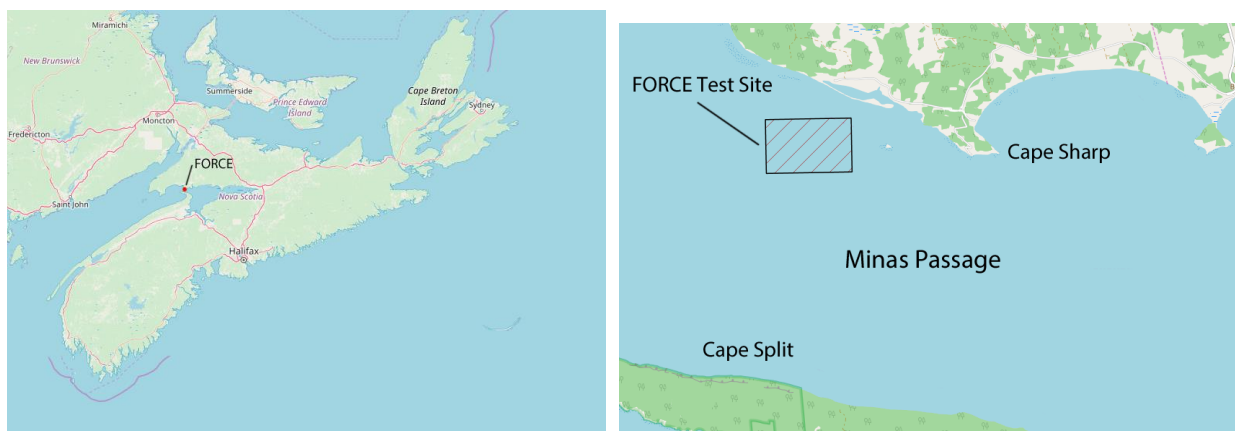 Miramichi
New Brunswick
Summerside
Prince Edward
Island
Cape Breton
Island
Sydney
Moncton
Fredericton
FORCE
Saint John
Nova Scotia
Halifax
FORCE Test Site
Cape Sharp
Minas Passage
Cape Split